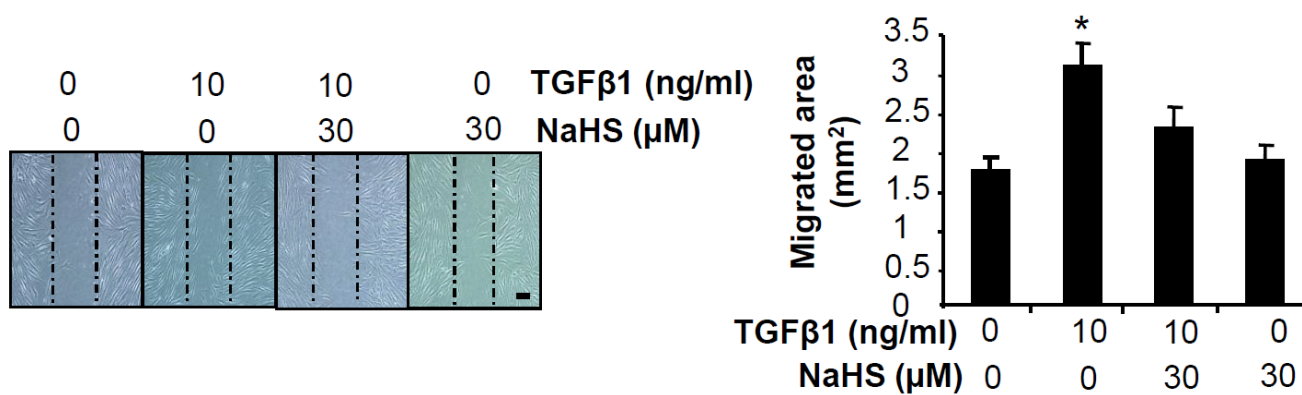 0 10 10 0 TGFβ1 (ng/ml)
0 0 30 30 NaHS (µM)
Migrated area
(mm²)
3.5
3
2.5
2
1.5
1
0.5
0
*
TGFβ1 (ng/ml) 0 10 10 0
NaHS (µM) 0 0 30 30